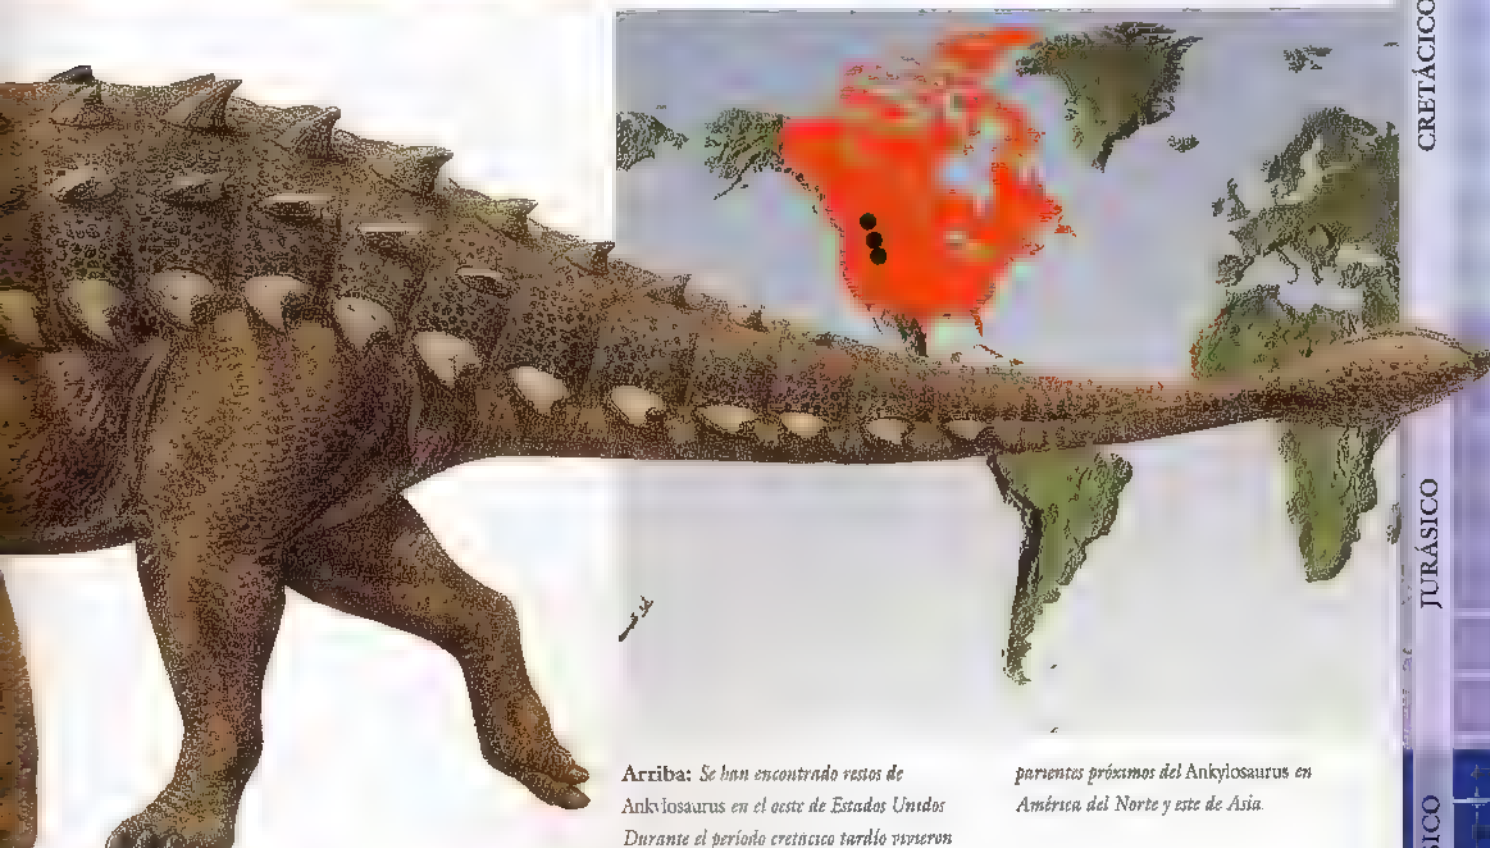 CRETÁCICO
JURÁSICO
Arriba: Se han encontrado restos de
Ankylosaurus en el oeste de Estados Unidos
Durante el período cretácico tardío vivieron
parientes próximos del Ankylosaurus en
América del Norte y este de Asia.